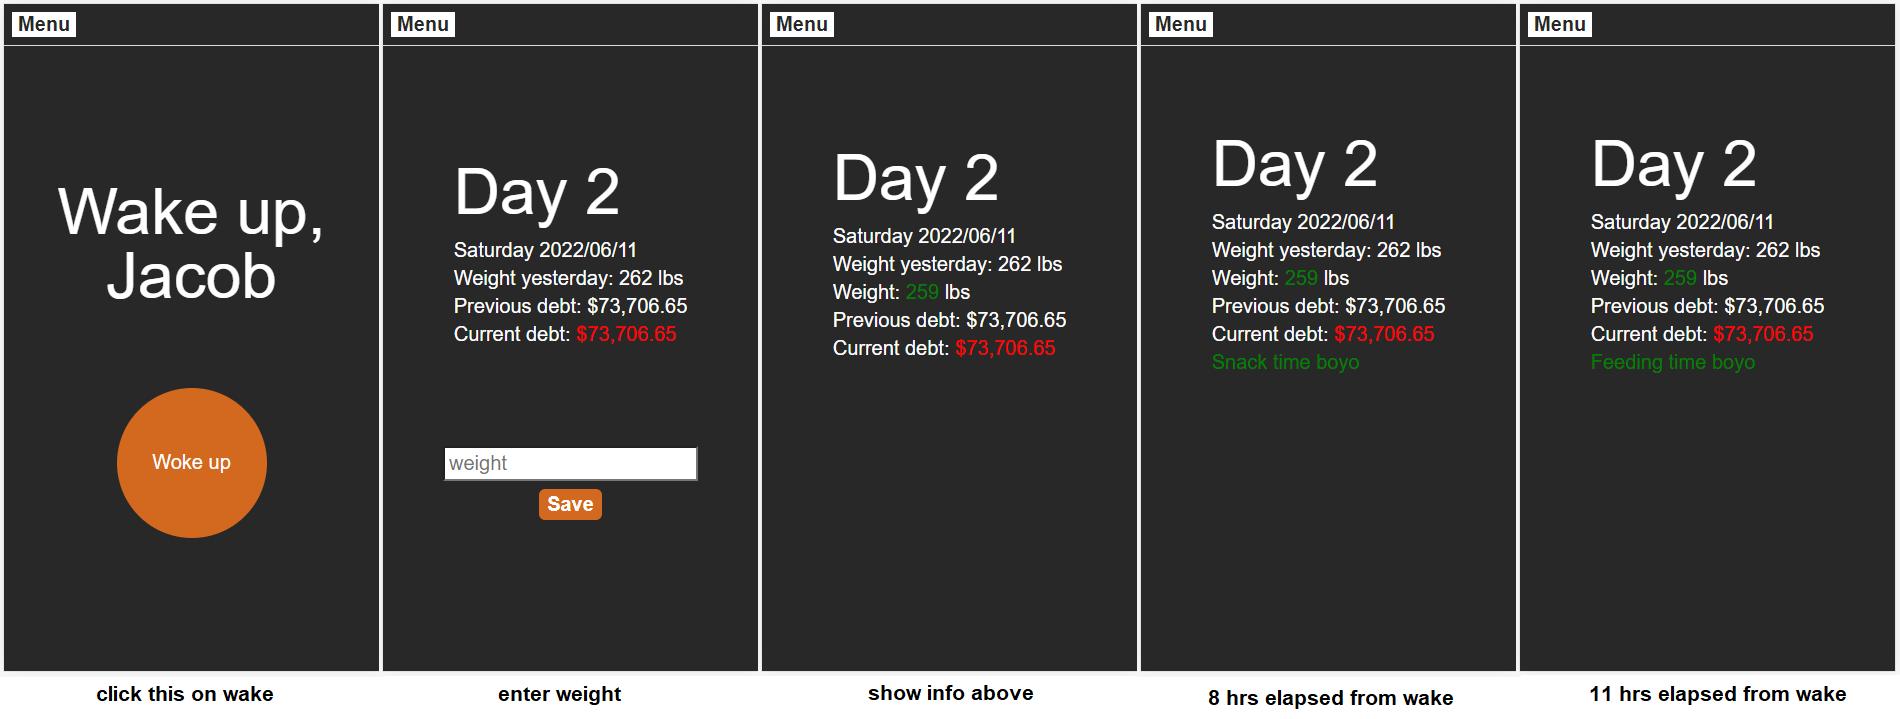 Menu
Wake up,
Jacob
Woke up
click this on wake
Menu
Day 2
Saturday 2022/06/11
Weight yesterday: 262 lbs
Previous debt: $73,706.65
Current debt: $73,706.65
weight
Save
enter weight
Menu
Day 2
Saturday 2022/06/11
Weight yesterday: 262 lbs
Weight: 259 lbs
Previous debt: $73,706.65
Current debt: $73,706.65
show info above
Menu
Day 2
Saturday 2022/06/11
Weight yesterday: 262 lbs
Weight: 259 lbs
Previous debt: $73,706.65
Current debt: $73,706.65
Snack time boyo
8 hrs elapsed from wake
Menu
Day 2
Saturday 2022/06/11
Weight yesterday: 262 lbs
Weight: 259 lbs
Previous debt: $73,706.65
Current debt: $73,706.65
Feeding time boyo
11 hrs elapsed from wake